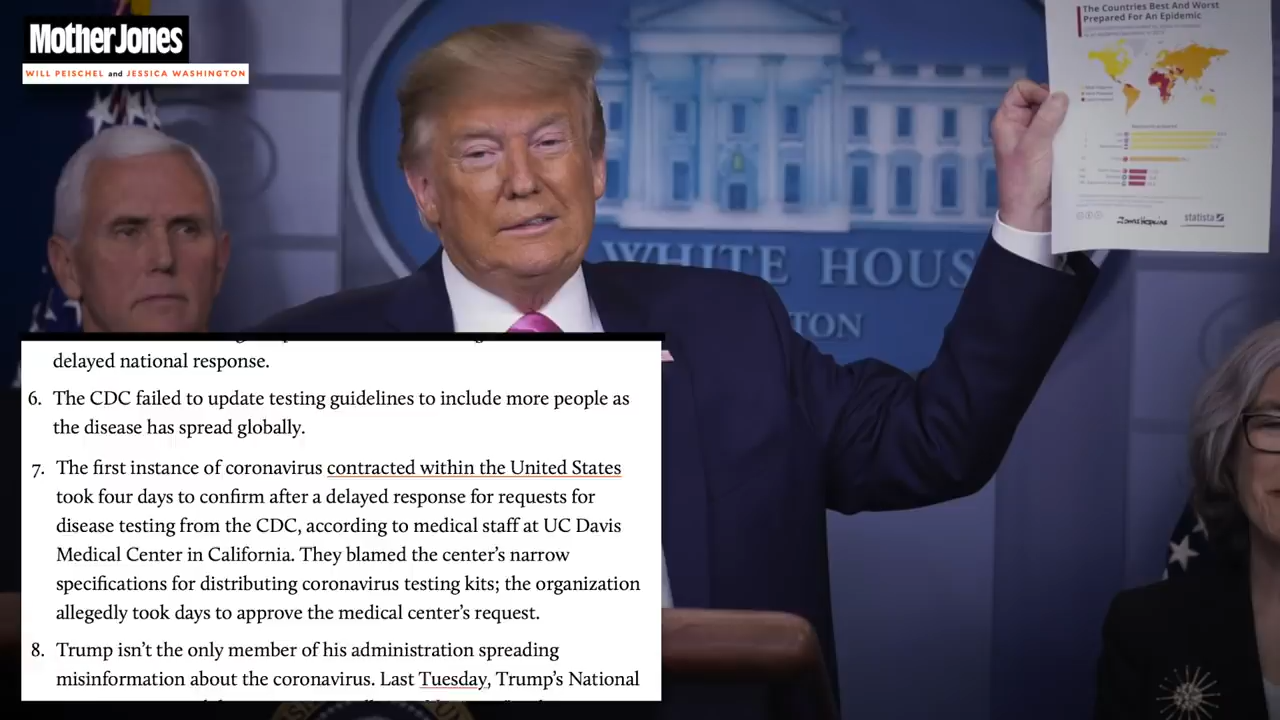 Mother Jones
WILL PEISCHEL and JESSICA WASHINGTON
The Countries Best And Worst
Prepared For An Epidemic
statista
WHITE HOUS
TON
delayed national response.
6. The CDC failed to update testing guidelines to include more people as
the disease has spread globally.
7. The first instance of coronavirus contracted within the United States
took four days to confirm after a delayed response for requests for
disease testing from the CDC, according to medical staff at UC Davis
Medical Center in California. They blamed the center’s narrow
specifications for distributing coronavirus testing kits; the organization
allegedly took days to approve the medical center’s request.
8. Trump isn’t the only member of his administration spreading
misinformation about the coronavirus. Last Tuesday, Trump’s National